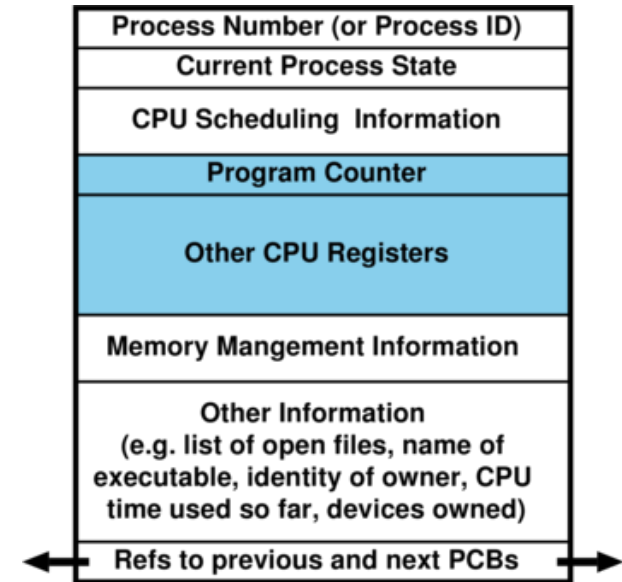 Process Number (or Process ID)
Current Process State
CPU Scheduling Information
Program Counter
Other CPU Registers
Memory Mangement Information
Other Information
(e.g. list of open files, name of
executable, identity of owner, CPU
time used so far, devices owned)
Refs to previous and next PCBs